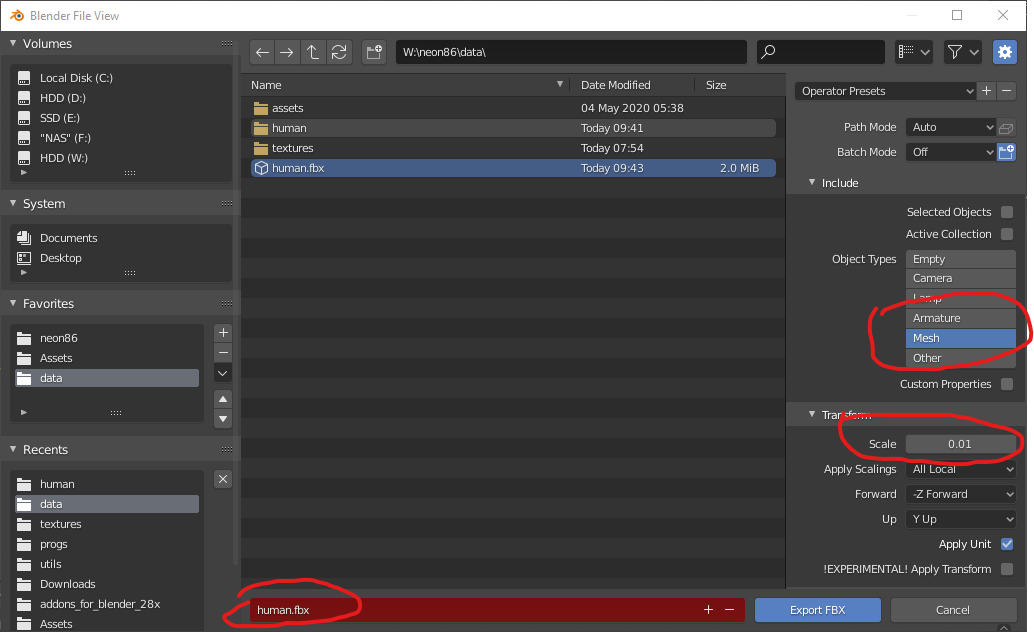 Blender File View
Volumes
Local Disk (C:)
HDD (D:)
SSD (E:)
"NAS" (F:)
HDD (W:)
System
Documents
Desktop
Favorites
neon86
Assets
data
Recents
human
data
textures
progs
utils
Downloads
addons_for_blender_28x
Assets
W:\neon86\data\
Name Date Modified Size
assets 04 May 2020 05:38
human Today 09:41
textures Today 07:54
human.fbx Today 09:43 2.0 MiB
human.fbx
Operator Presets
Path Mode Auto
Batch Mode Off
Include
Selected Objects
Active Collection
Object Types Empty
Camera
Lamp
Armature
Mesh
Other
Custom Properties
Transform
Scale 0.01
Apply Scalings All Local
Forward -Z Forward
Up Y Up
Apply Unit
!EXPERIMENTAL! Apply Transform
Export FBX
Cancel